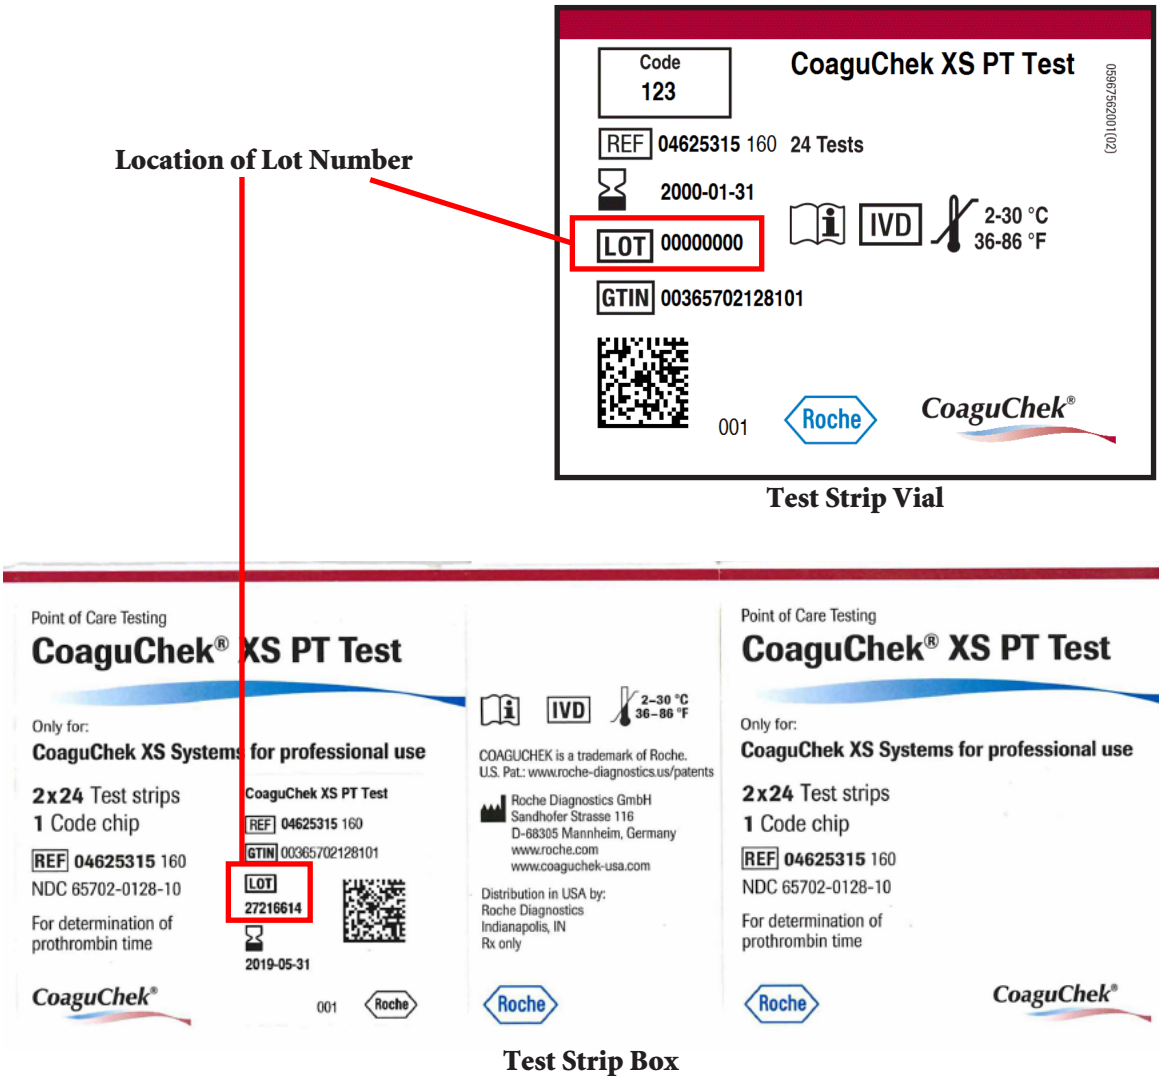 Location of Lot Number
Code
123
CoaguChek XS PT Test
05967562001(02)
REF 04625315 160 24 Tests
2000-01-31
LOT 00000000
IVD
2-30 °C
36-86 °F
GTIN 00365702128101
001
Roche
CoaguChek®
Test Strip Vial
Point of Care Testing
CoaguChek® XS PT Test
Only for:
CoaguChek XS Systems for professional use
2x24 Test strips
1 Code chip
REF 04625315 160
NDC 65702-0128-10
For determination of
prothrombin time
CoaguChek®
CoaguChek XS PT Test
REF 04625315 160
GTIN 00365702128101
LOT
27216614
2019-05-31
001
Roche
IVD
2-30 °C
36-86 °F
COAGUCHEK is a trademark of Roche.
U.S. Pat.: www.roche-diagnostics.us/patents
Roche Diagnostics GmbH
Sandhofer Strasse 116
D-68305 Mannheim, Germany
www.roche.com
www.coaguchek-usa.com
Distribution in USA by:
Roche Diagnostics
Indianapolis, IN
Rx only
Roche
Point of Care Testing
CoaguChek® XS PT Test
Only for:
CoaguChek XS Systems for professional use
2x24 Test strips
1 Code chip
REF 04625315 160
NDC 65702-0128-10
For determination of
prothrombin time
Roche
CoaguChek®
Test Strip Box